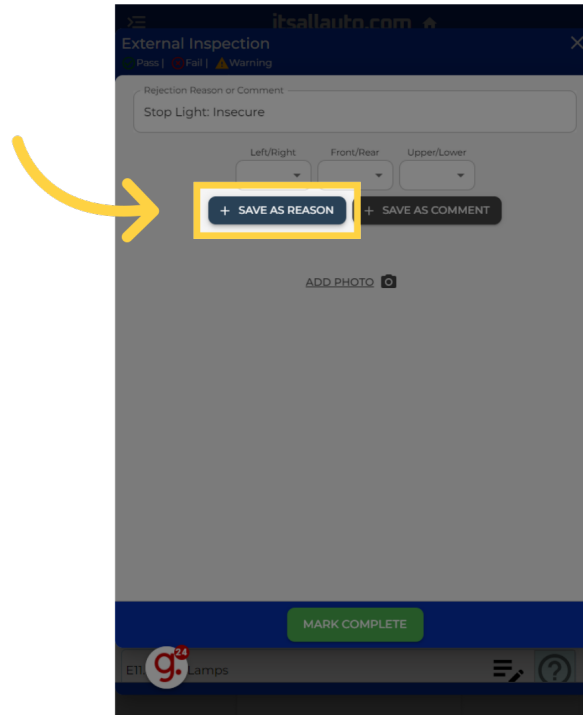 itsallauto.com
External Inspection
Pass | Fail | Warning
Rejection Reason or Comment
Stop Light: Insecure
Left/Right Front/Rear Upper/Lower
+ SAVE AS REASON + SAVE AS COMMENT
ADD PHOTO
MARK COMPLETE
g. 24
E11 Lamps